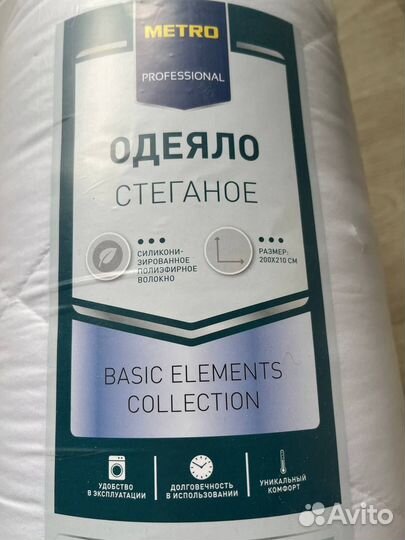 METRO
PROFESSIONAL
ОДЕЯЛО
СТЕГАНОЕ
СИЛИКОНИ-
ЗИРОВАННОЕ
ПОЛИЭФИРНОЕ
ВОЛОКНО
РАЗМЕР:
200X210 СМ
BASIC ELEMENTS
COLLECTION
УДОБСТВО
В ЭКСПЛУАТАЦИИ
ДОЛГОВЕЧНОСТЬ
В ИСПОЛЬЗОВАНИИ
УНИКАЛЬНЫЙ
КОМФОРТ
Avito